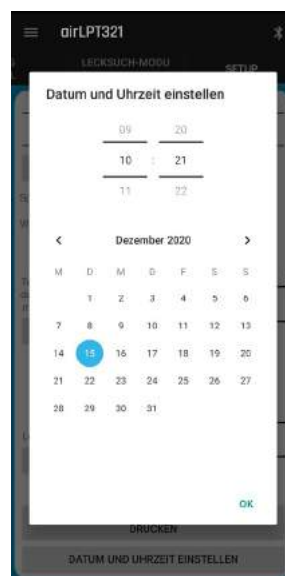 airLPT321
LECKSUCH-MODU
SETUP
Datum und Uhrzeit einstellen
09 20
10 : 21
11 22
Dezember 2020
M D M D F S S
1 2 3 4 5 6
7 8 9 10 11 12 13
14 15 16 17 18 19 20
21 22 23 24 25 26 27
28 29 30 31
OK
DRUCKEN
DATUM UND UHRZEIT EINSTELLEN